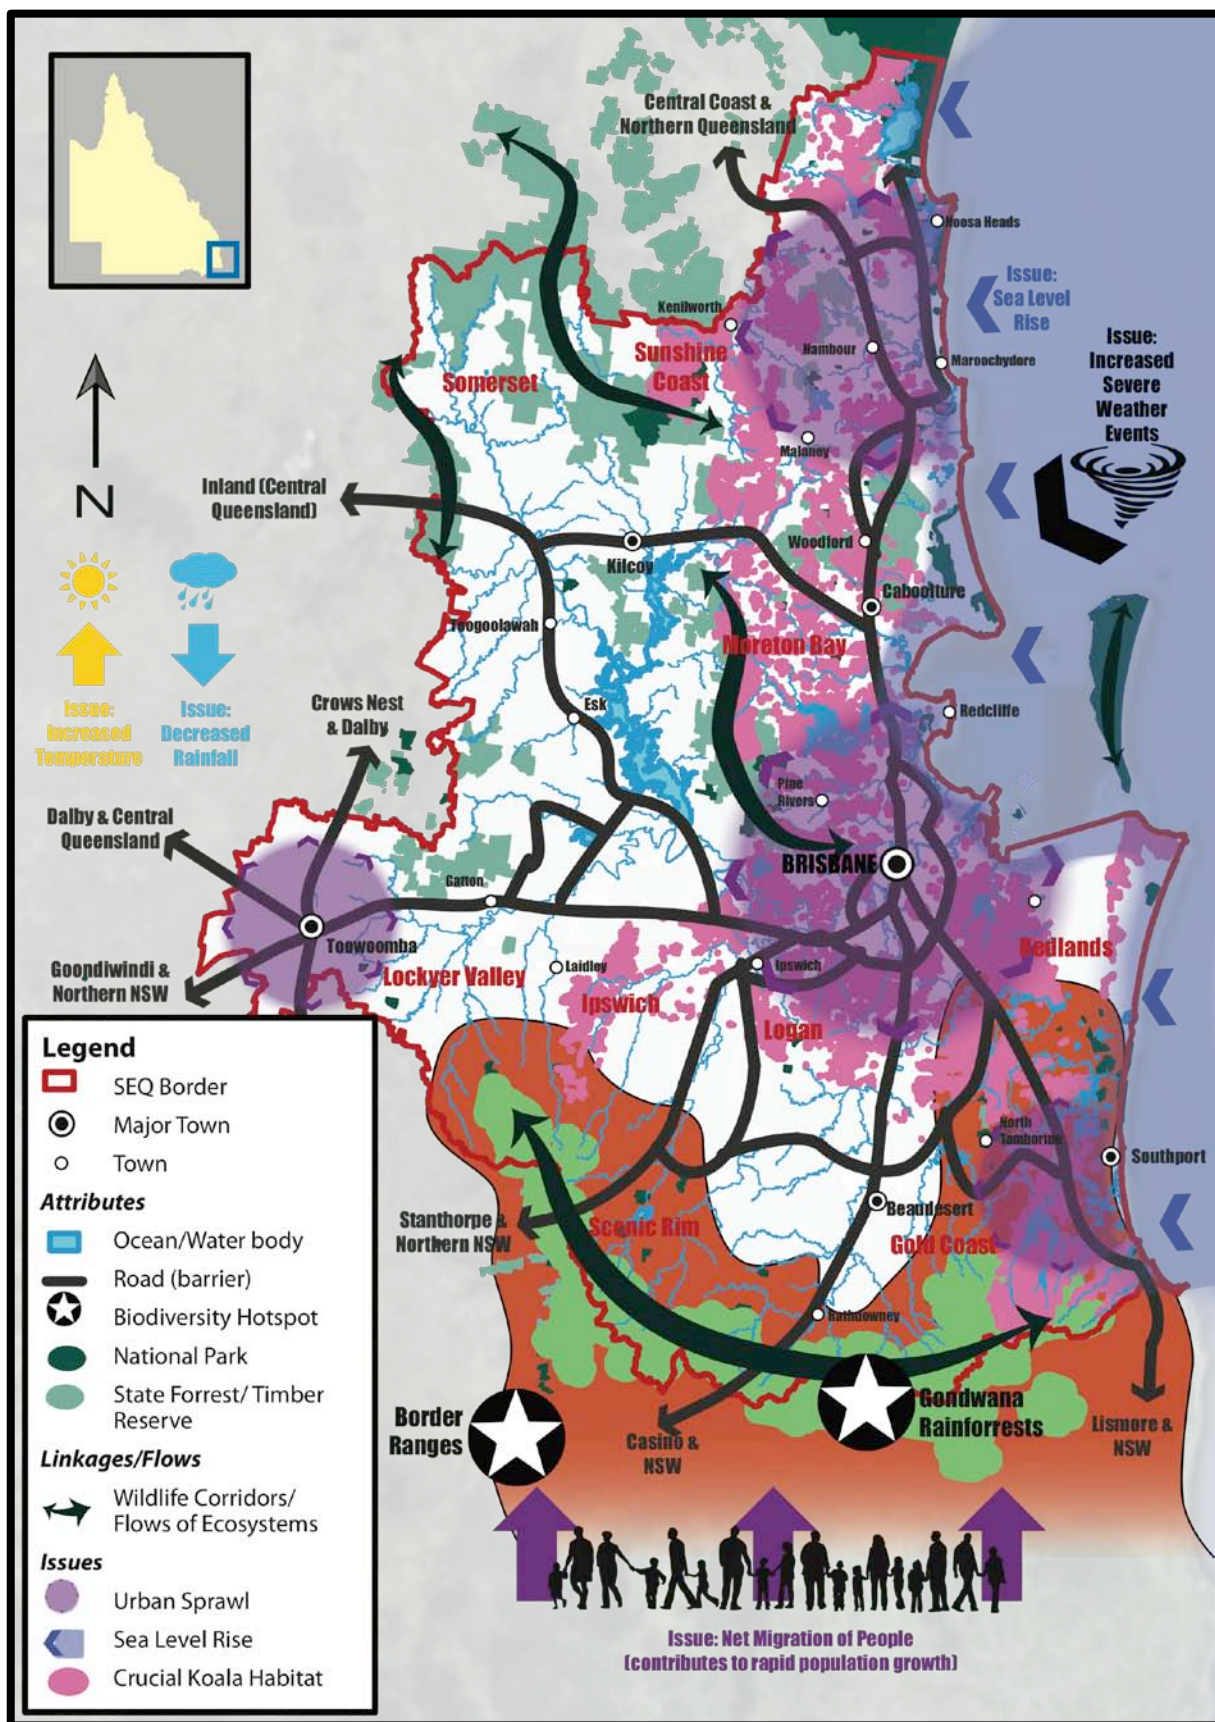 Central Coast &
Northern Queensland
Noosa Heads
Issue:
Sea Level
Rise
Kenilworth
Sunshine
Coast
Nambour
Maroochydore
Issue:
Increased
Severe
Weather
Events
Somerset
Malaney
N
Inland (Central
Queensland)
Woodford
Kilcoy
Caboolture
Toogoolawah
Moreton Bay
Issue:
Increased
Temperature
Issue:
Decreased
Rainfall
Crows Nest
& Dalby
Esk
Redcliffe
Pine
Rivers
Dalby & Central
Queensland
BRISBANE
Gatton
Toowoomba
Redlands
Goondiwindi &
Northern NSW
Lockyer Valley
Laidley
Ipswich
Ipswich
Logan
North
Tamborine
Southport
Stanthorpe &
Northern NSW
Scenic Rim
Beaudesert
Gold Coast
Rathdowney
Border
Ranges
Gondwana
Rainforrests
Casino &
NSW
Lismore &
NSW
Issue: Net Migration of People
(contributes to rapid population growth)
Legend
SEQ Border
Major Town
Town
Attributes
Ocean/Water body
Road (barrier)
Biodiversity Hotspot
National Park
State Forrest/ Timber
Reserve
Linkages/Flows
Wildlife Corridors/
Flows of Ecosystems
Issues
Urban Sprawl
Sea Level Rise
Crucial Koala Habitat